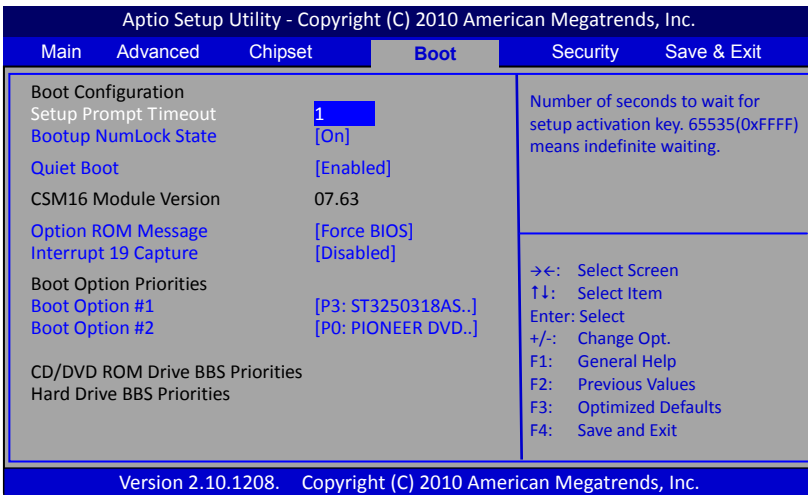 Aptio Setup Utility - Copyright (C) 2010 American Megatrends, Inc.
Main Advanced Chipset Boot Security Save & Exit
Boot Configuration
Setup Prompt Timeout 1
Bootup NumLock State [On]
Quiet Boot [Enabled]
CSM16 Module Version 07.63
Option ROM Message [Force BIOS]
Interrupt 19 Capture [Disabled]
Boot Option Priorities
Boot Option #1 [P3: ST3250318AS..]
Boot Option #2 [P0: PIONEER DVD..]
CD/DVD ROM Drive BBS Priorities
Hard Drive BBS Priorities
Number of seconds to wait for
setup activation key. 65535(0xFFFF)
means indefinite waiting.
→←: Select Screen
↑↓: Select Item
Enter: Select
+/-: Change Opt.
F1: General Help
F2: Previous Values
F3: Optimized Defaults
F4: Save and Exit
Version 2.10.1208. Copyright (C) 2010 American Megatrends, Inc.